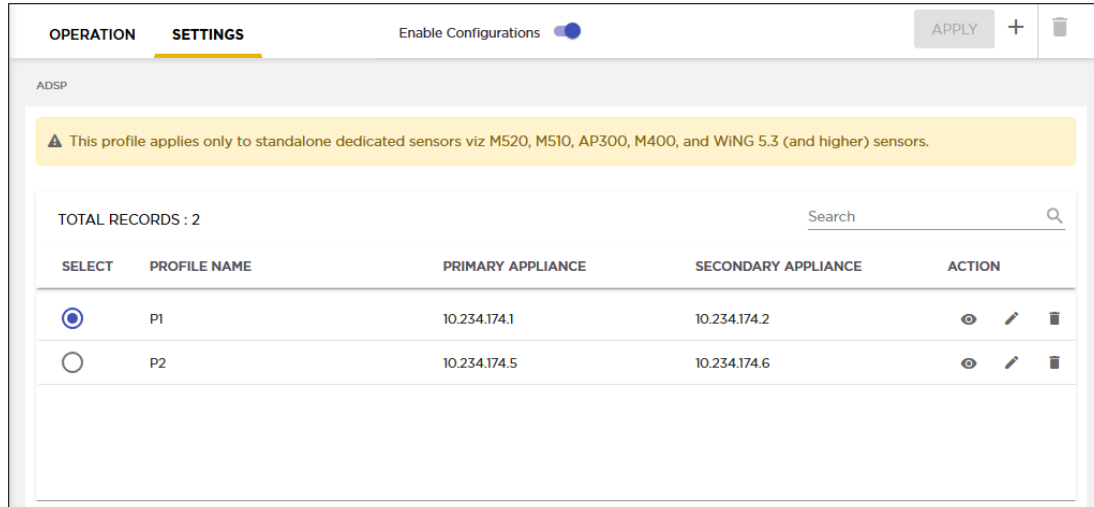 OPERATION SETTINGS Enable Configurations APPLY
ADSP
This profile applies only to standalone dedicated sensors viz M520, M510, AP300, M400, and WiNG 5.3 (and higher) sensors.
TOTAL RECORDS : 2 Search
SELECT PROFILE NAME PRIMARY APPLIANCE SECONDARY APPLIANCE ACTION
P1 10.234.174.1 10.234.174.2
P2 10.234.174.5 10.234.174.6